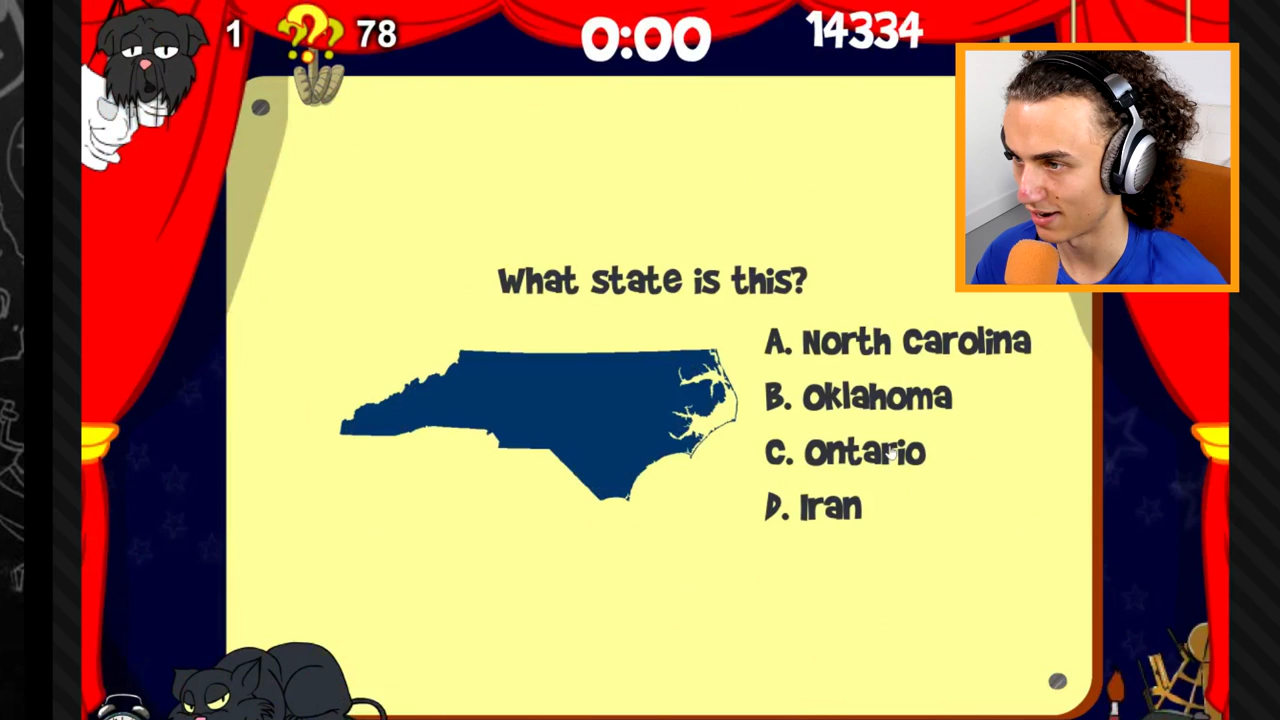 1 ??? 78 0:00 14334
What state is this?
A. North Carolina
B. Oklahoma
C. Ontario
D. Iran